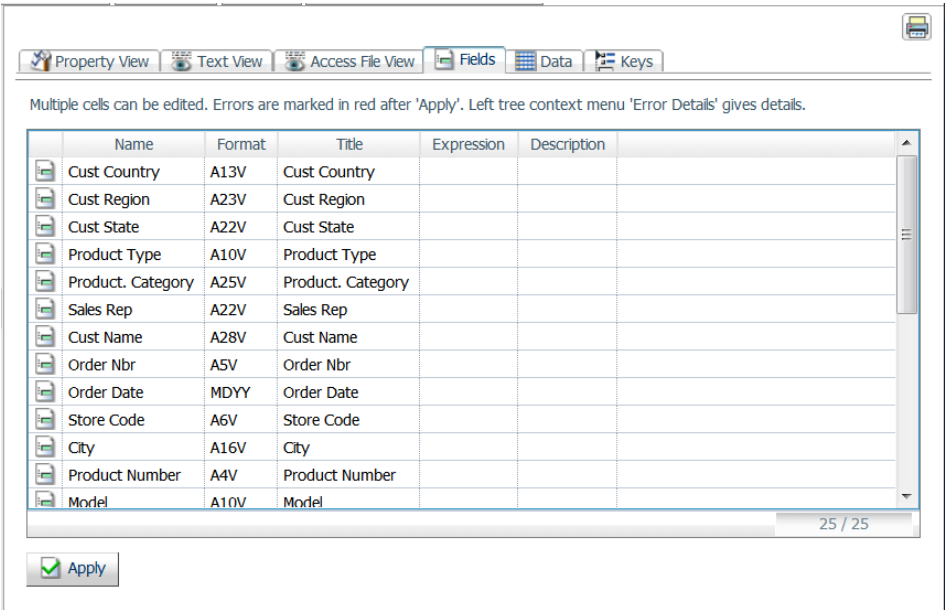 Property View Text View Access File View Fields Data Keys
Multiple cells can be edited. Errors are marked in red after 'Apply'. Left tree context menu 'Error Details' gives details.
Name Format Title Expression Description
Cust Country A13V Cust Country
Cust Region A23V Cust Region
Cust State A22V Cust State
Product Type A10V Product Type
Product. Category A25V Product. Category
Sales Rep A22V Sales Rep
Cust Name A28V Cust Name
Order Nbr A5V Order Nbr
Order Date MDYY Order Date
Store Code A6V Store Code
City A16V City
Product Number A4V Product Number
Model A10V Model
25 / 25
Apply